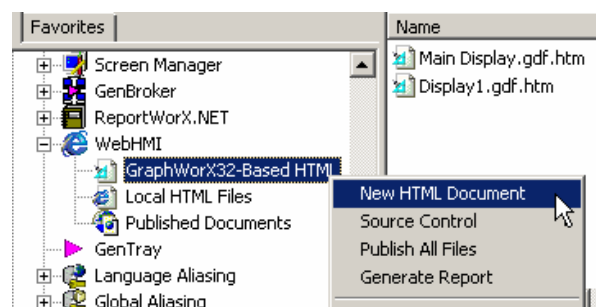 Favorites
Screen Manager
GenBroker
ReportWorX.NET
WebHMI
GraphWorX32-Based HTML
Local HTML Files
Published Documents
GenTray
Language Aliasing
Global Aliasing
Name
Main Display.gdf.htm
Display1.gdf.htm
New HTML Document
Source Control
Publish All Files
Generate Report